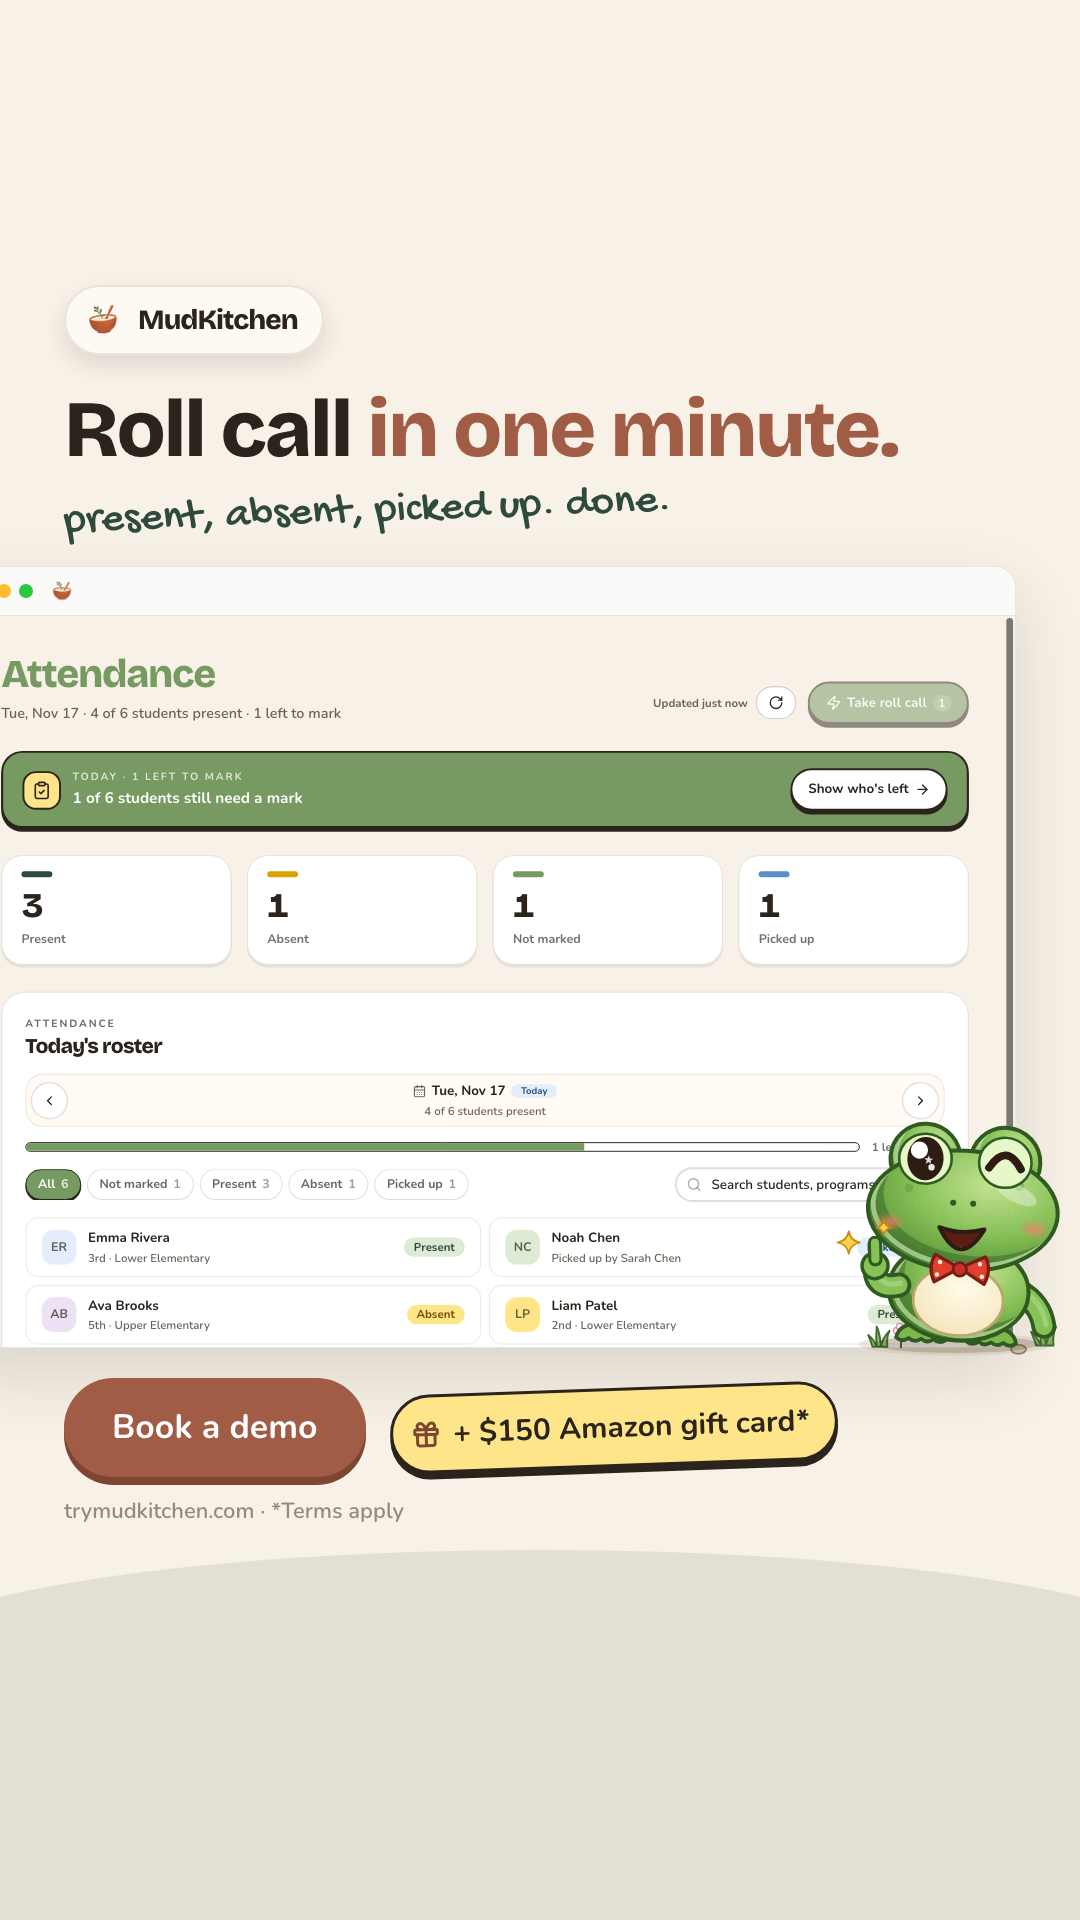 MudKitchen
Roll call in one minute.
present, absent, picked up. done.
Attendance
Tue, Nov 17 · 4 of 6 students present · 1 left to mark
Updated just now
Take roll call 1
TODAY · 1 LEFT TO MARK
1 of 6 students still need a mark
Show who's left
3
Present
1
Absent
1
Not marked
1
Picked up
ATTENDANCE
Today's roster
Tue, Nov 17 Today
4 of 6 students present
1
All 6
Not marked 1
Present 3
Absent 1
Picked up 1
Search students, programs
ER
Emma Rivera
3rd · Lower Elementary
Present
NC
Noah Chen
Picked up by Sarah Chen
AB
Ava Brooks
5th · Upper Elementary
Absent
LP
Liam Patel
2nd · Lower Elementary
Book a demo
+ $150 Amazon gift card*
trymudkitchen.com · *Terms apply